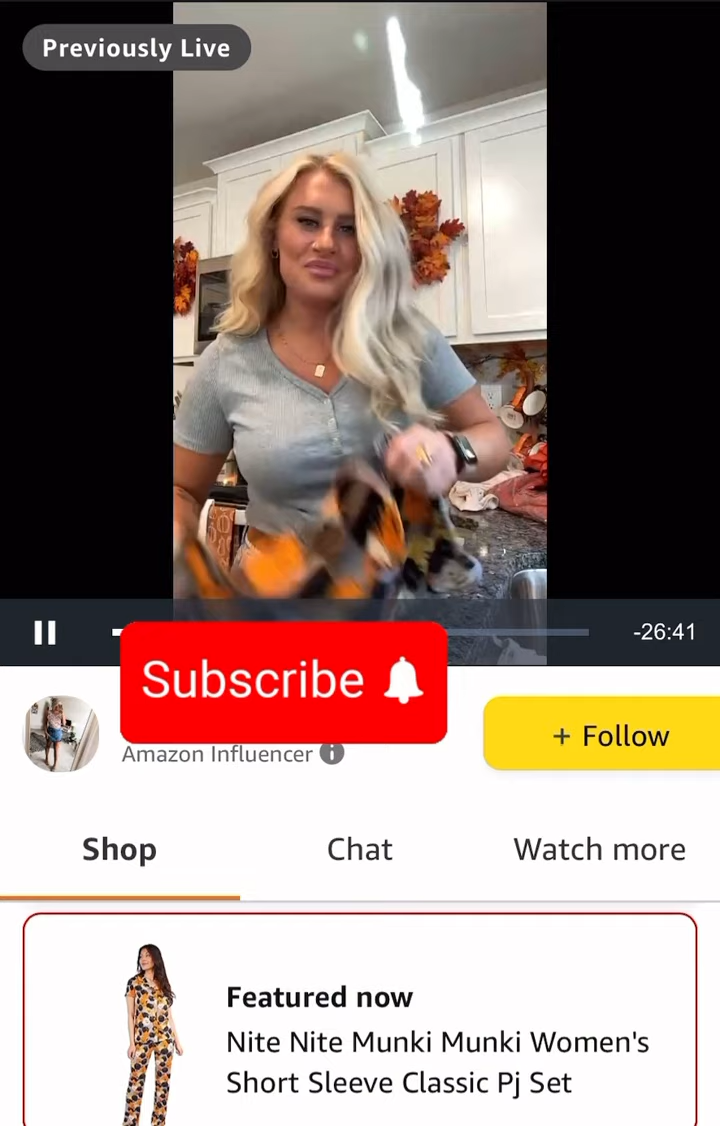 Previously Live
-26:41
Subscribe
Amazon Influencer
+ Follow
Shop
Chat
Watch more
Featured now
Nite Nite Munki Munki Women's
Short Sleeve Classic Pj Set